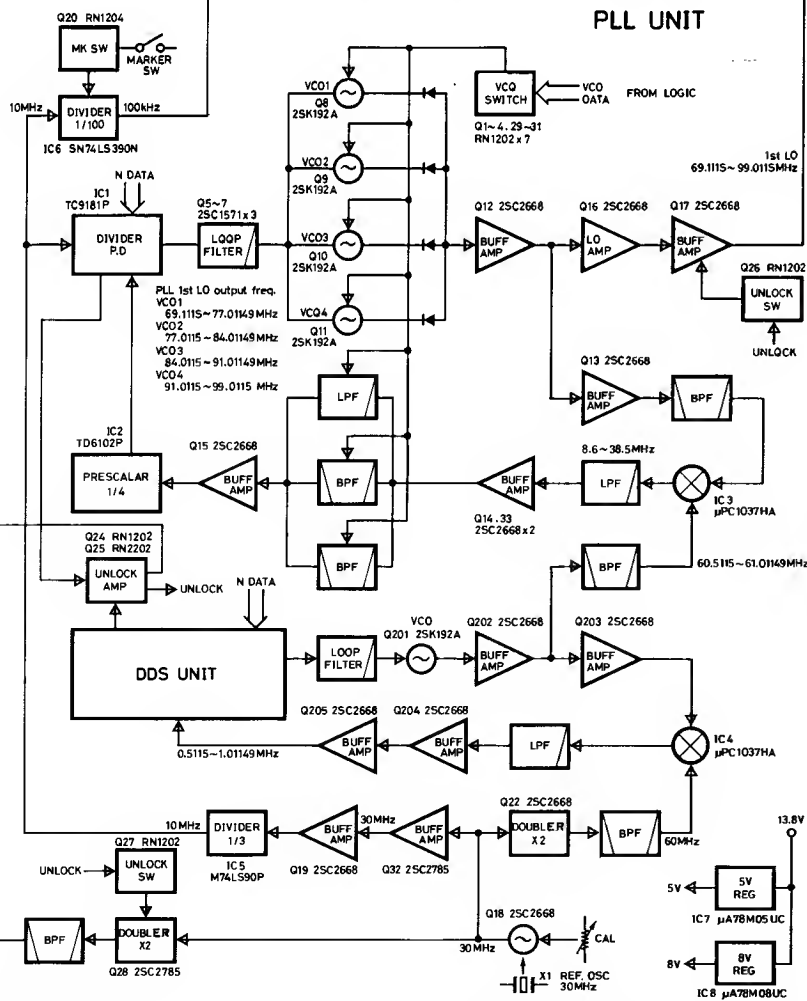 PLL UNIT
Q20 RN1204
MK SW
MARKER
SW
10MHz
DIVIDER
1/100
100kHz
IC6 SN74LS390N
VCO1
Q8
2SK192A
VCO2
Q9
2SK192A
VCO3
Q10
2SK192A
VCQ4
Q11
2SK192A
VCQ
SWITCH
VCO
OATA
FROM LOGIC
Q1~4. 29~31
RN1202 x 7
1st LO
69.1115~99.0115MHz
N DATA
IC1
TC9181P
DIVIDER
P.D
Q5~7
2SC1571 x 3
LQQP
FILTER
PLL 1st LO output freq.
VCO1
69.1115~77.01149MHz
VCO2
77.0115~84.01149MHz
VCO3
84.0115~91.01149MHz
VCO4
91.0115~99.0115 MHz
Q12 2SC2668
BUFF
AMP
Q16 2SC2668
LO
AMP
Q17 2SC2668
BUFF
AMP
Q26 RN1202
UNLOCK
SW
UNLOCK
Q13 2SC2668
BUFF
AMP
BPF
LPF
BPF
BPF
IC2
TD6102P
PRESCALAR
1/4
Q15 2SC2668
BUFF
AMP
BUFF
AMP
Q14.33
2SC2668x2
8.6~38.5MHz
LPF
IC3
µPC1037HA
BPF
60.5115~61.01149MHz
Q24 RN1202
Q25 RN2202
UNLOCK
AMP
UNLOCK
N DATA
DDS UNIT
LOOP
FILTER
VCO
Q201 2SK192A
Q202 2SC2668
BUFF
AMP
Q203 2SC2668
BUFF
AMP
Q205 2SC2668
BUFF
AMP
Q204 2SC2668
BUFF
AMP
LPF
IC4
µPC1037HA
0.5115~1.01149MHz
10MHz
DIVIDER
1/3
IC5
M74LS90P
BUFF
AMP
Q19 2SC2668
30MHz
BUFF
AMP
Q32 2SC2785
Q22 2SC2668
DOUBLER
X2
BPF
60MHz
13.8V
Q27 RN1202
UNLOCK
UNLOCK
SW
BPF
DOUBLER
X2
Q28 2SC2785
30MHz
Q18 2SC2668
CAL
X1 REF. OSC
30MHz
5V
5V
REG
IC7 µA78M05UC
8V
8V
REG
IC8 µA78M08UC